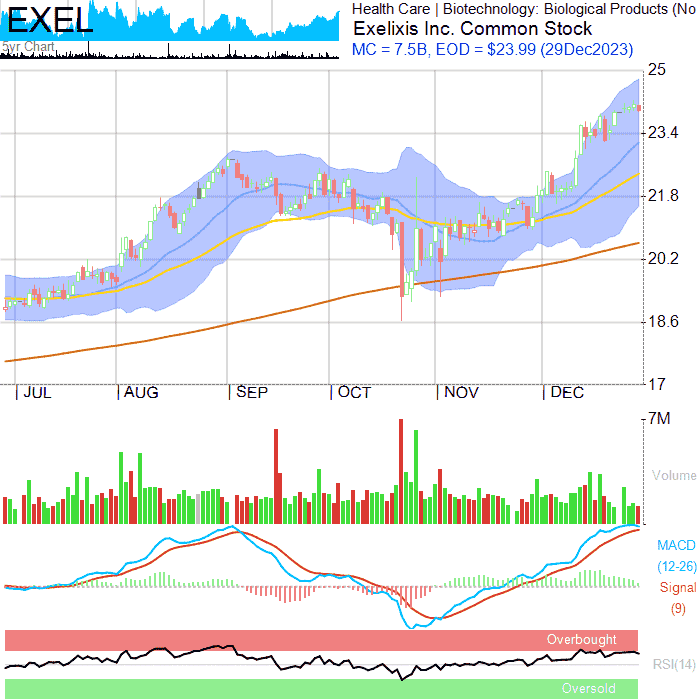 EXEL
5yr Chart
Health Care | Biotechnology: Biological Products (No
Exelixis Inc. Common Stock
MC = 7.5B, EOD = $23.99 (29Dec2023)
25
23.4
21.8
20.2
18.6
17
JUL AUG SEP OCT NOV DEC
7M
Volume
MACD
(12-26)
Signal
(9)
Overbought
RSI(14)
Oversold